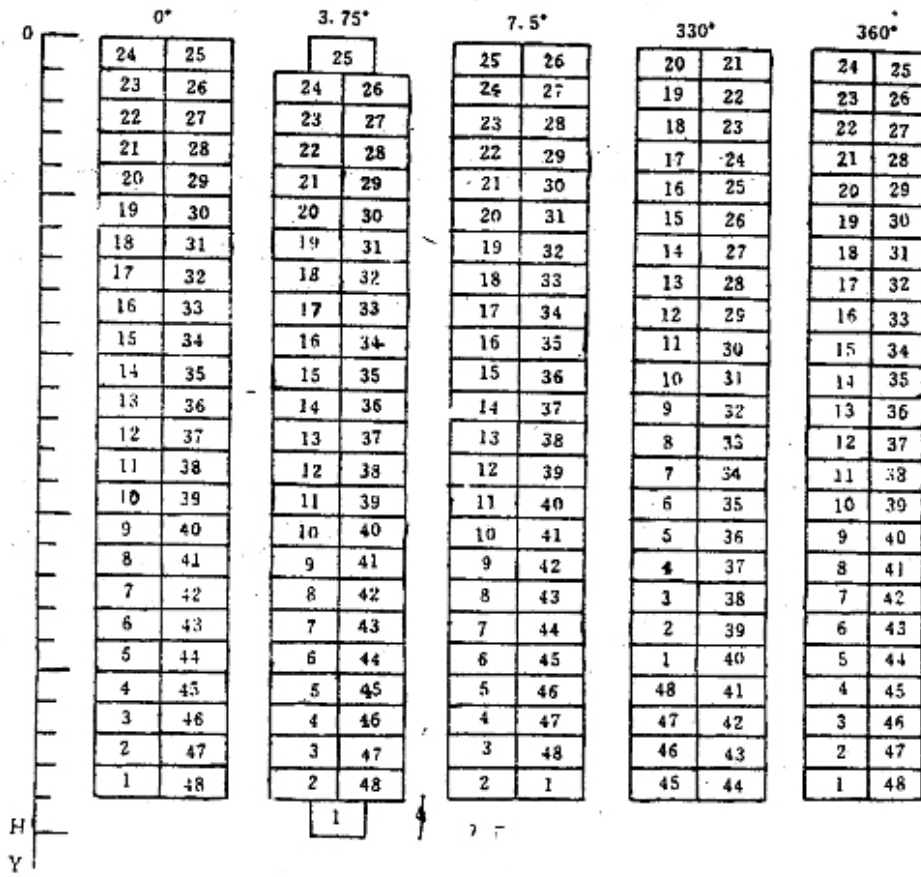 0° 3.75° 7.5° 330° 360°
0
24 25 25 25 26 20 21 24 25
23 26 24 26 24 27 19 22 23 26
22 27 23 27 23 28 18 23 22 27
21 28 22 28 22 29 17 24 21 28
20 29 21 29 21 30 16 25 20 29
19 30 20 30 20 31 15 26 19 30
18 31 19 31 19 32 14 27 18 31
17 32 18 32 18 33 13 28 17 32
16 33 17 33 17 34 12 29 16 33
15 34 16 34 16 35 11 30 15 34
14 35 15 35 15 36 10 31 14 35
13 36 14 36 14 37 9 32 13 36
12 37 13 37 13 38 8 33 12 37
11 38 12 38 12 39 7 34 11 38
10 39 11 39 11 40 6 35 10 39
9 40 10 40 10 41 5 36 9 40
8 41 9 41 9 42 4 37 8 41
7 42 8 42 8 43 3 38 7 42
6 43 7 43 7 44 2 39 6 43
5 44 6 44 6 45 1 40 5 44
4 45 5 45 5 46 48 41 4 45
3 46 4 46 4 47 47 42 3 46
2 47 3 47 3 48 46 43 2 47
1 48 2 48 2 1 45 44 1 48
H 1
Y